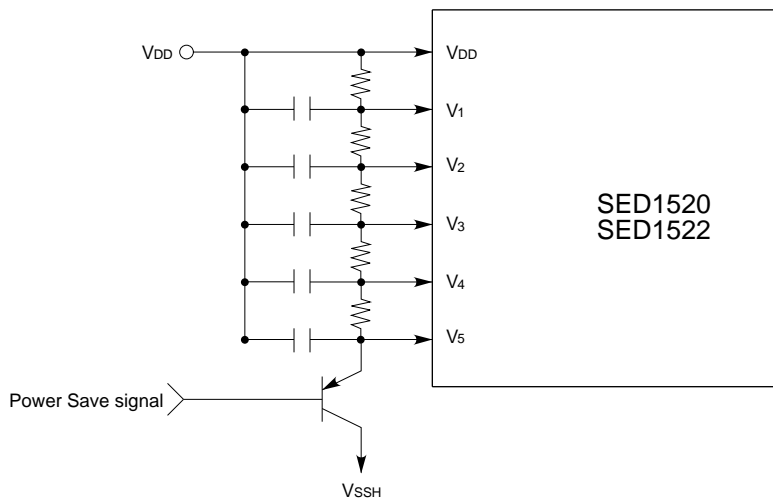 VDD
VDD
V1
V2
SED1520
SED1522
V3
V4
V5
Power Save signal
VSSH